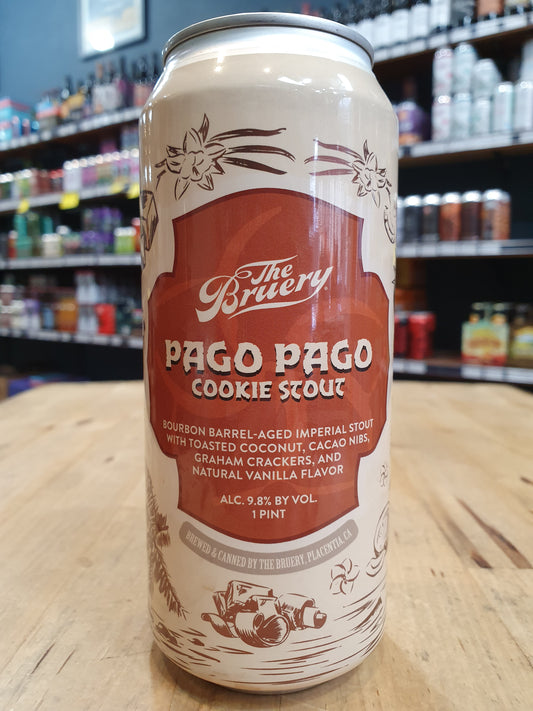 The
Bruery
PAGO PAGO
COOKIE STOUT
BOURBON BARREL-AGED IMPERIAL STOUT
WITH TOASTED COCONUT, CACAO NIBS,
GRAHAM CRACKERS, AND
NATURAL VANILLA FLAVOR
ALC. 9.8% BY VOL.
1 PINT
BREWED & CANNED BY THE BRUERY, PLACENTIA, CA